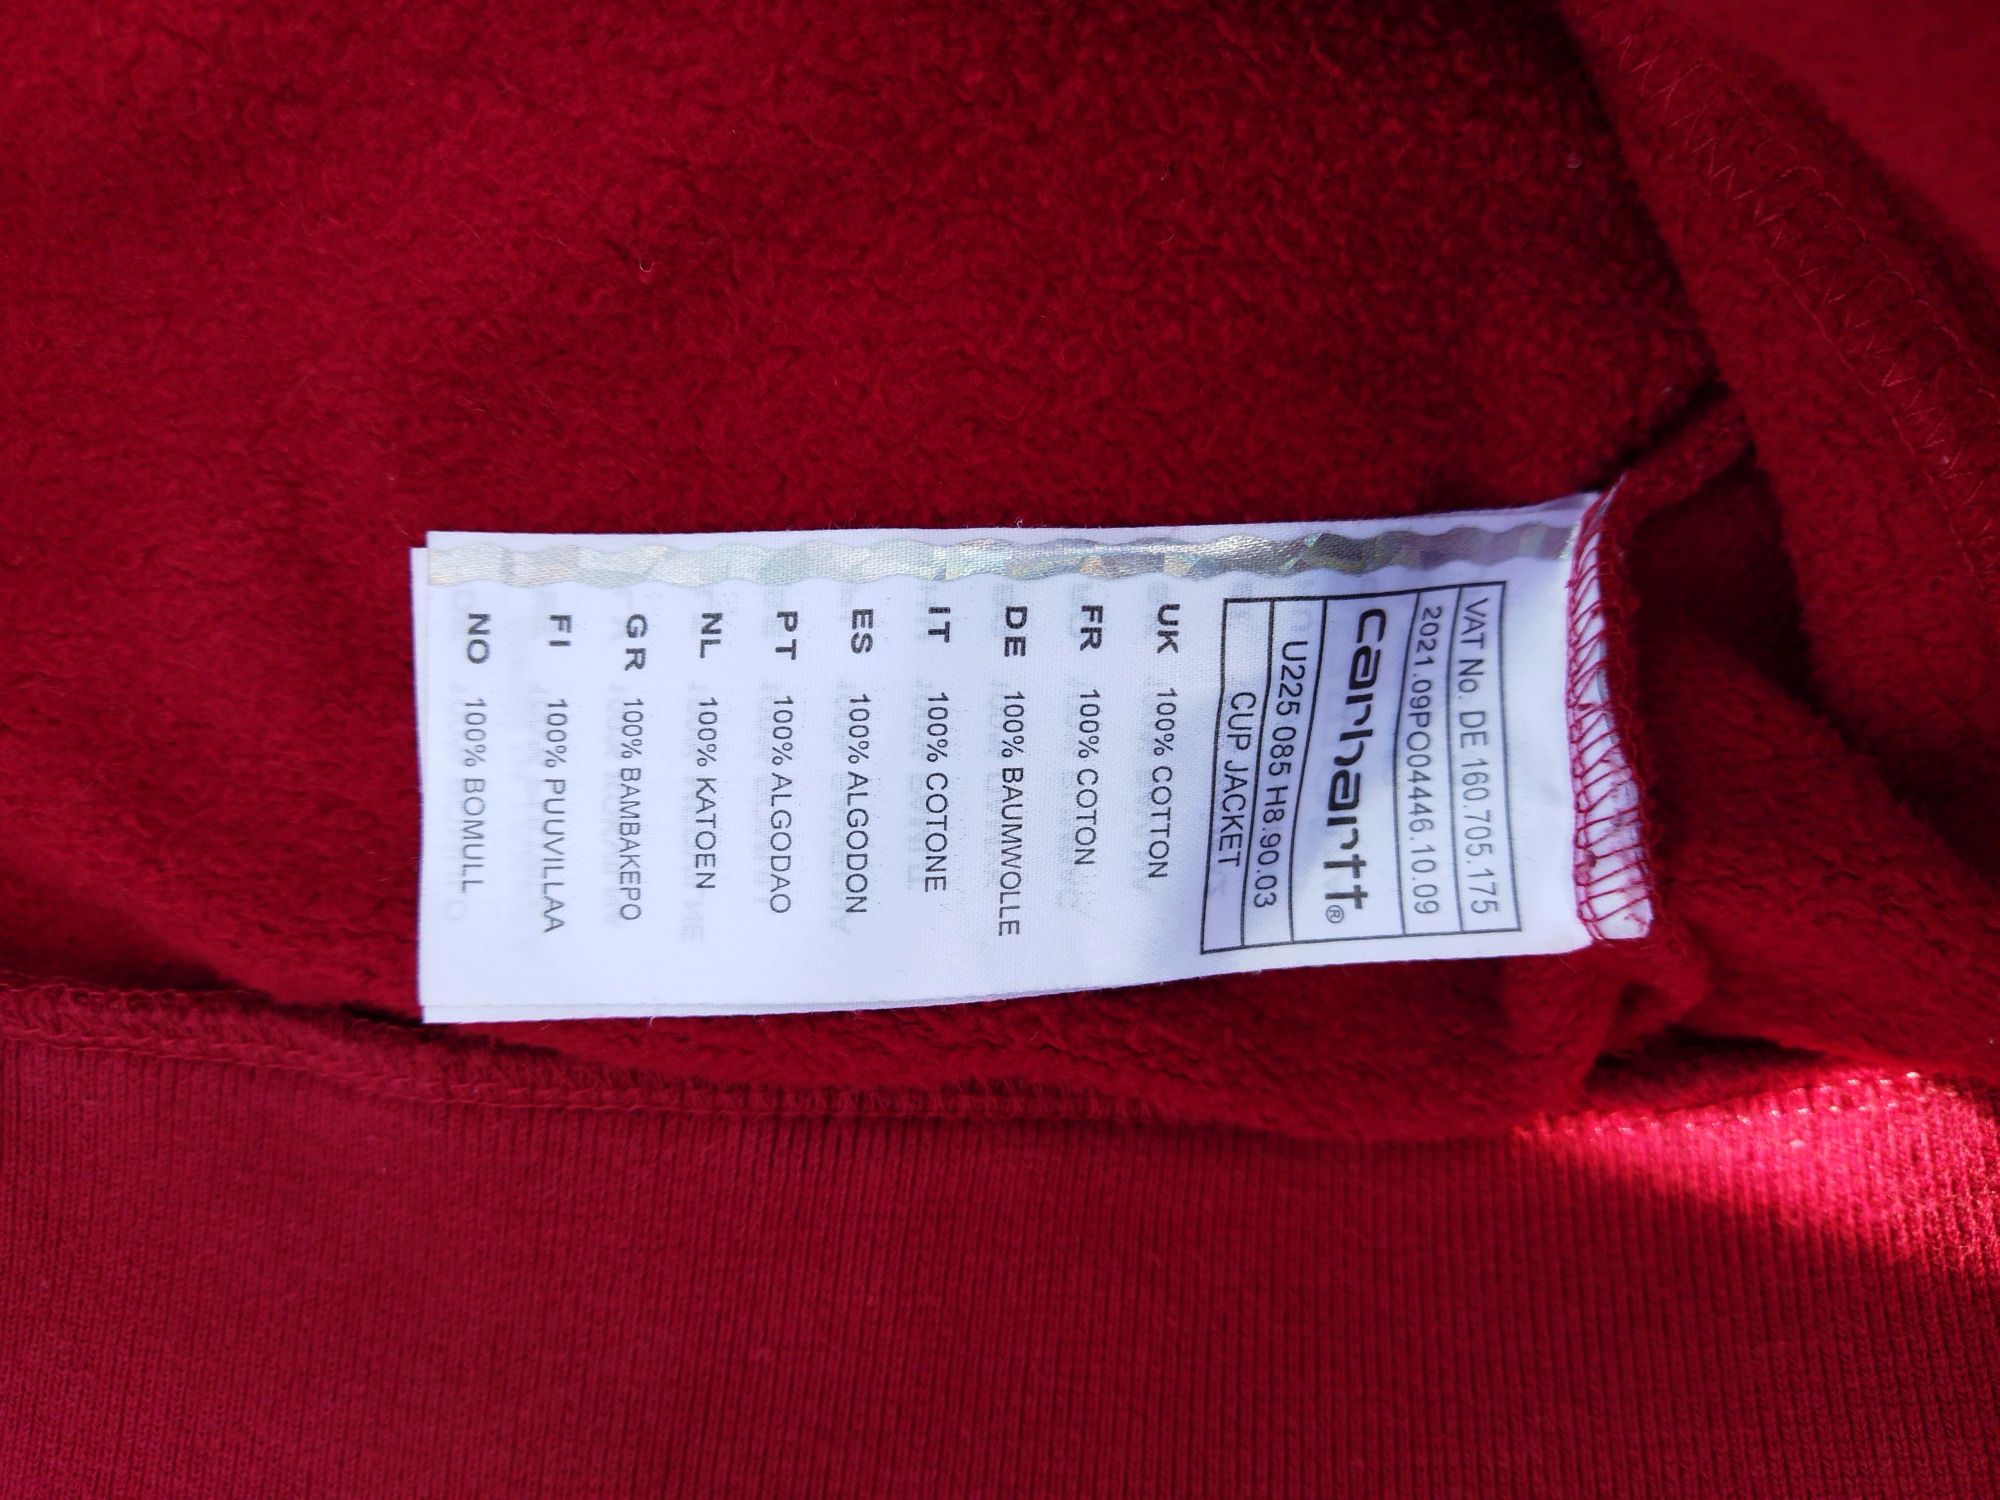 VAT No. DE 160.705.175
2021.09PO04446.10.09
carhartt®
U225 085 H8.90.03
CUP JACKET
UK 100% COTTON
FR 100% COTON
DE 100% BAUMWOLLE
IT 100% COTONE
ES 100% ALGODON
PT 100% ALGODAO
NL 100% KATOEN
GR 100% BAMBAKEPO
FI 100% PUUVILLAA
NO 100% BOMULL